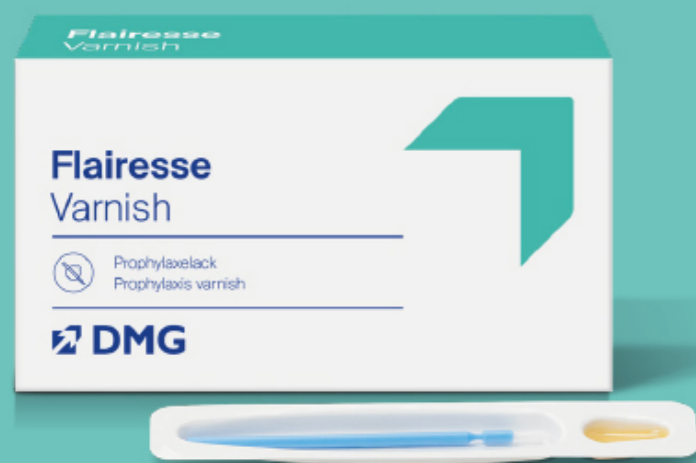 Flairesse
Varnish
Flairesse
Varnish
Prophylaxelack
Prophylaxis varnish
DMG